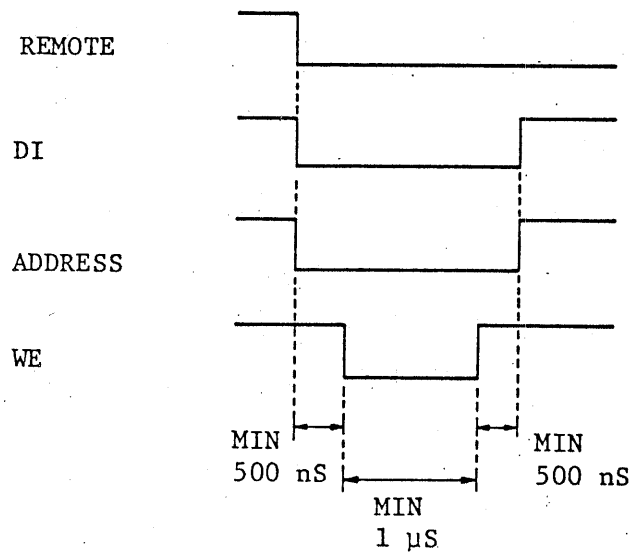 REMOTE
DI
ADDRESS
WE
MIN
500 nS
MIN
500 nS
MIN
1 µS